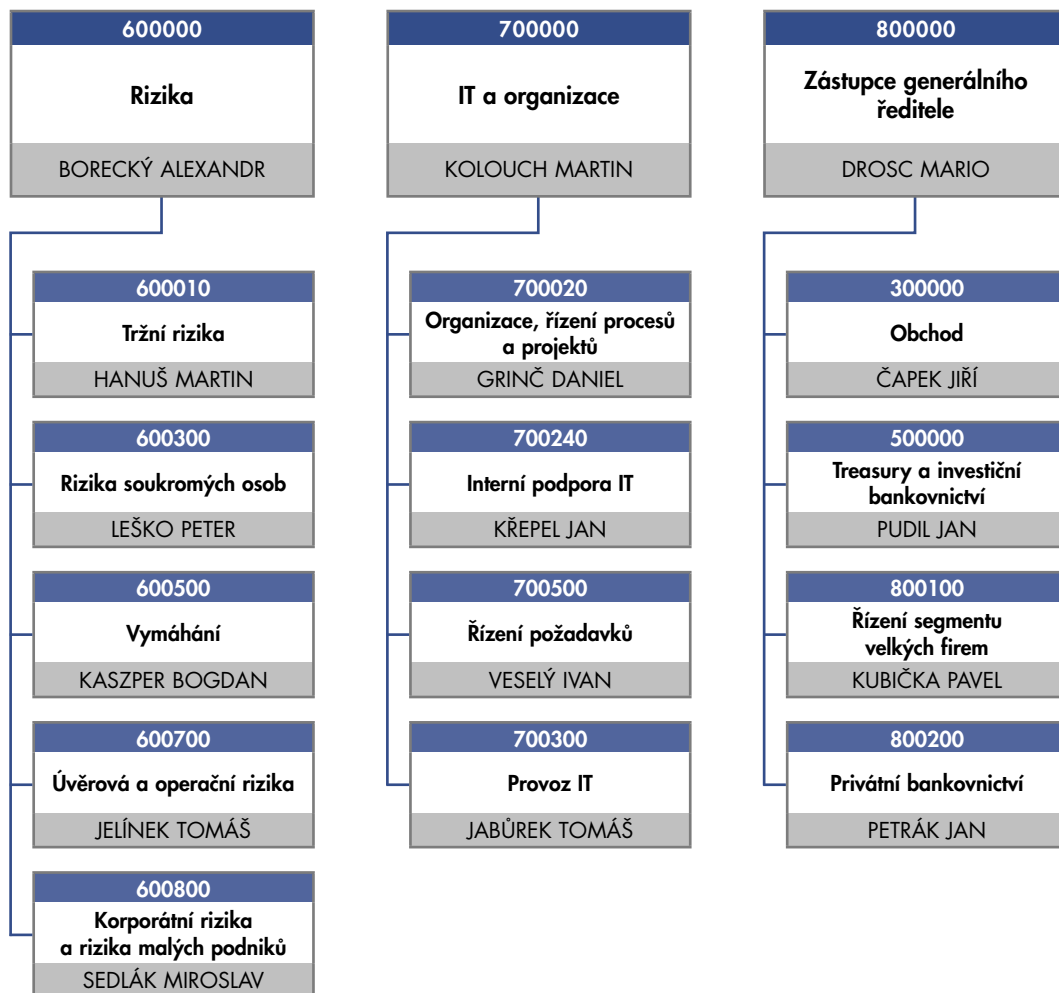 600000
Rizika
BORECKÝ ALEXANDR
600010
Tržní rizika
HANUŠ MARTIN
600300
Rizika soukromých osob
LEŠKO PETER
600500
Vymáhání
KASZPER BOGDAN
600700
Úvěrová a operační rizika
JELÍNEK TOMÁŠ
600800
Korporátní rizika
a rizika malých podniků
SEDLÁK MIROSLAV
700000
IT a organizace
KOLOUCH MARTIN
700020
Organizace, řízení procesů
a projektů
GRINČ DANIEL
700240
Interní podpora IT
KŘEPEL JAN
700500
Řízení požadavků
VESELÝ IVAN
700300
Provoz IT
JABŮREK TOMÁŠ
800000
Zástupce generálního
ředitele
DROSC MARIO
300000
Obchod
ČAPEK JIŘÍ
500000
Treasury a investiční
bankovnictví
PUDIL JAN
800100
Řízení segmentu
velkých firem
KUBIČKA PAVEL
800200
Privátní bankovnictví
PETRÁK JAN